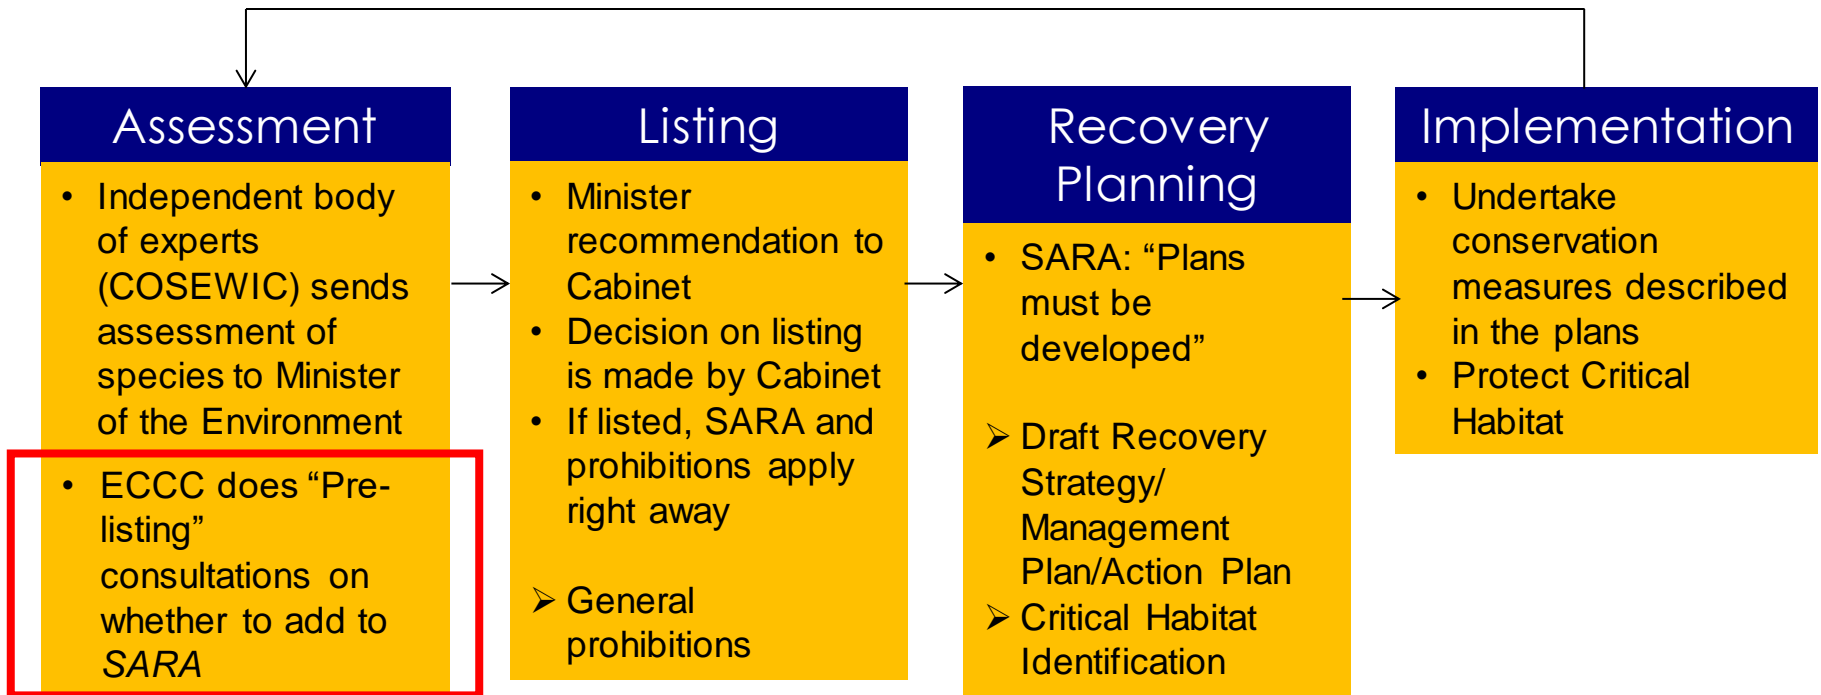 Assessment
• Independent body
of experts
(COSEWIC) sends
assessment of
species to Minister
of the Environment
• ECCC does “Pre-
listing”
consultations on
whether to add to
SARA
Listing
• Minister
recommendation to
Cabinet
• Decision on listing
is made by Cabinet
• If listed, SARA and
prohibitions apply
right away
➢ General
prohibitions
Recovery
Planning
• SARA: “Plans
must be
developed”
➢ Draft Recovery
Strategy/
Management
Plan/Action Plan
➢ Critical Habitat
Identification
Implementation
• Undertake
conservation
measures described
in the plans
• Protect Critical
Habitat